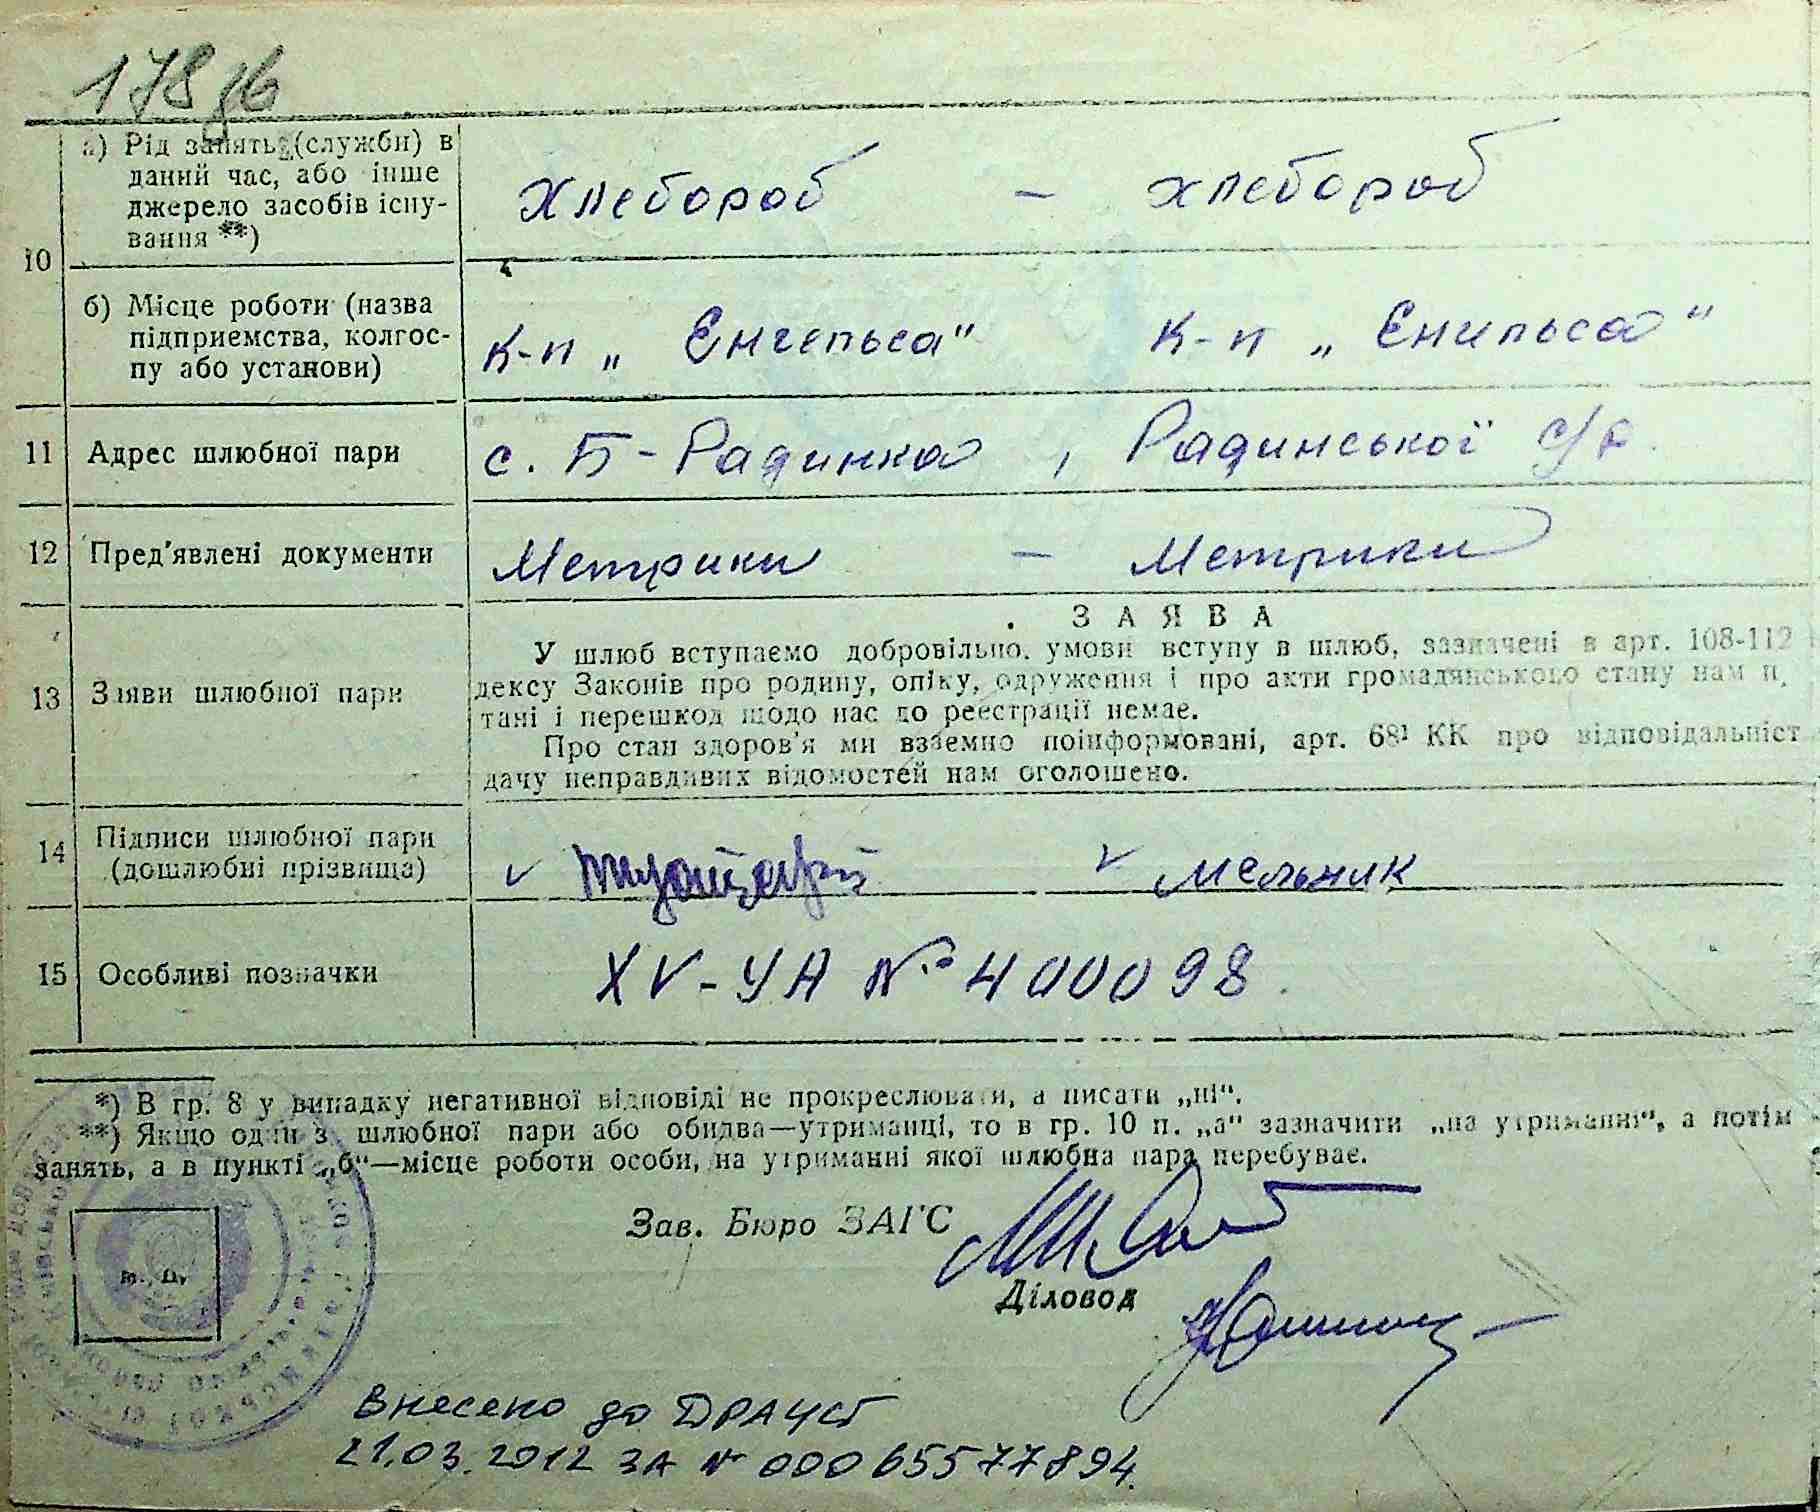 178
а) Рід занять (служби) в
даний час, або інше
джерело засобів існу-
вання **)
Хлебороб - хлебороб
10
б) Місце роботи (назва
підприємства, колгос-
пу або установи)
к-п „Енгельса" к-п „Енильса"
11 Адрес шлюбної пари с. Б-Радинка, Радинської с/р.
12 Пред'явлені документи Метрики - Метрики
ЗАЯВА
13 Заяви шлюбної пари
У шлюб вступаємо добровільно, умови вступу в шлюб, зазначені в арт. 108-112
дексу Законів про родину, опіку, одруження і про акти громадянського стану нам п
тані і перешкод щодо нас до реєстрації немає.
Про стан здоров'я ми взаємно поінформовані, арт. 68¹ КК про відповідальніст
дачу неправдивих відомостей нам оголошено.
14 Підписи шлюбної пари
(дошлюбні прізвища)
мельник
15 Особливі позначки XV-УА № 400098.
*) В гр. 8 у випадку негативної відповіді не прокреслювати, а писати „ні".
**) Якщо один з шлюбної пари або обидва—утриманці, то в гр. 10 п. „а" зазначити „на утриманні", а потім
занять, а в пункті „б"—місце роботи особи, на утриманні якої шлюбна пара перебуває.
Зав. Бюро ЗАГС
м. п.
Діловод
Внесено до ДРАЦСГ
21.03.2012 ЗА № 00065577894.